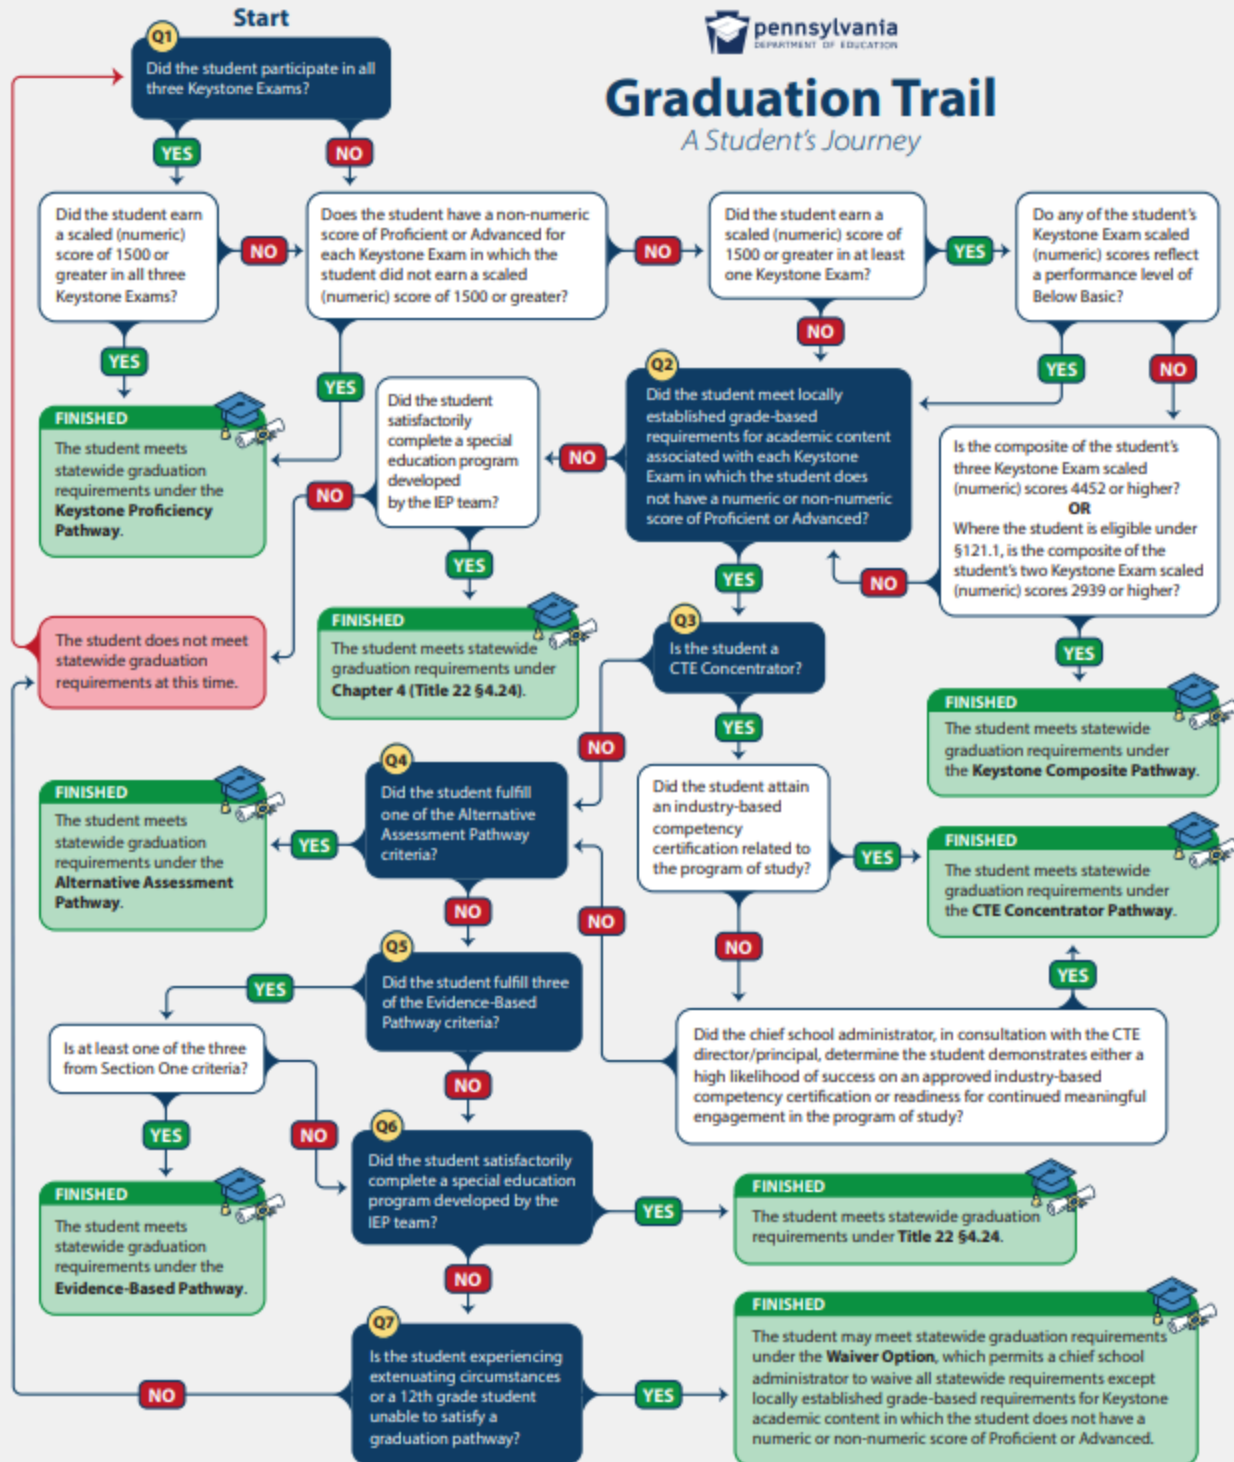 Start
pennsylvania
DEPARTMENT OF EDUCATION
Graduation Trail
A Student's Journey
Q1
Did the student participate in all
three Keystone Exams?
YES
NO
Did the student earn
a scaled (numeric)
score of 1500 or
greater in all three
Keystone Exams?
NO
Does the student have a non-numeric
score of Proficient or Advanced for
each Keystone Exam in which the
student did not earn a scaled
(numeric) score of 1500 or greater?
NO
Did the student earn a
scaled (numeric) score of
1500 or greater in at least
one Keystone Exam?
YES
Do any of the student's
Keystone Exam scaled
(numeric) scores reflect
a performance level of
Below Basic?
YES
YES
NO
YES
NO
FINISHED
The student meets
statewide graduation
requirements under the
Keystone Proficiency
Pathway.
Did the student
satisfactorily
complete a special
education program
developed
by the IEP team?
NO
NO
YES
Q2
Did the student meet locally
established grade-based
requirements for academic content
associated with each Keystone
Exam in which the student does
not have a numeric or non-numeric
score of Proficient or Advanced?
YES
Is the composite of the student's
three Keystone Exam scaled
(numeric) scores 4452 or higher?
OR
Where the student is eligible under
§121.1, is the composite of the
student's two Keystone Exam scaled
(numeric) scores 2939 or higher?
NO
YES
The student does not meet
statewide graduation
requirements at this time.
FINISHED
The student meets statewide
graduation requirements under
Chapter 4 (Title 22 §4.24).
Q3
Is the student a
CTE Concentrator?
NO
YES
FINISHED
The student meets statewide
graduation requirements under
the Keystone Composite Pathway.
FINISHED
The student meets
statewide graduation
requirements under the
Alternative Assessment
Pathway.
YES
Q4
Did the student fulfill
one of the Alternative
Assessment Pathway
criteria?
NO
Did the student attain
an industry-based
competency
certification related to
the program of study?
YES
NO
FINISHED
The student meets statewide
graduation requirements under
the CTE Concentrator Pathway.
NO
YES
Did the chief school administrator, in consultation with the CTE
director/principal, determine the student demonstrates either a
high likelihood of success on an approved industry-based
competency certification or readiness for continued meaningful
engagement in the program of study?
Q5
Did the student fulfill three
of the Evidence-Based
Pathway criteria?
YES
NO
Is at least one of the three
from Section One criteria?
YES
NO
FINISHED
The student meets
statewide graduation
requirements under the
Evidence-Based Pathway.
Q6
Did the student satisfactorily
complete a special education
program developed by the
IEP team?
YES
NO
FINISHED
The student meets statewide graduation
requirements under Title 22 §4.24.
Q7
Is the student experiencing
extenuating circumstances
or a 12th grade student
unable to satisfy a
graduation pathway?
NO
YES
FINISHED
The student may meet statewide graduation requirements
under the Waiver Option, which permits a chief school
administrator to waive all statewide requirements except
locally established grade-based requirements for Keystone
academic content in which the student does not have a
numeric or non-numeric score of Proficient or Advanced.